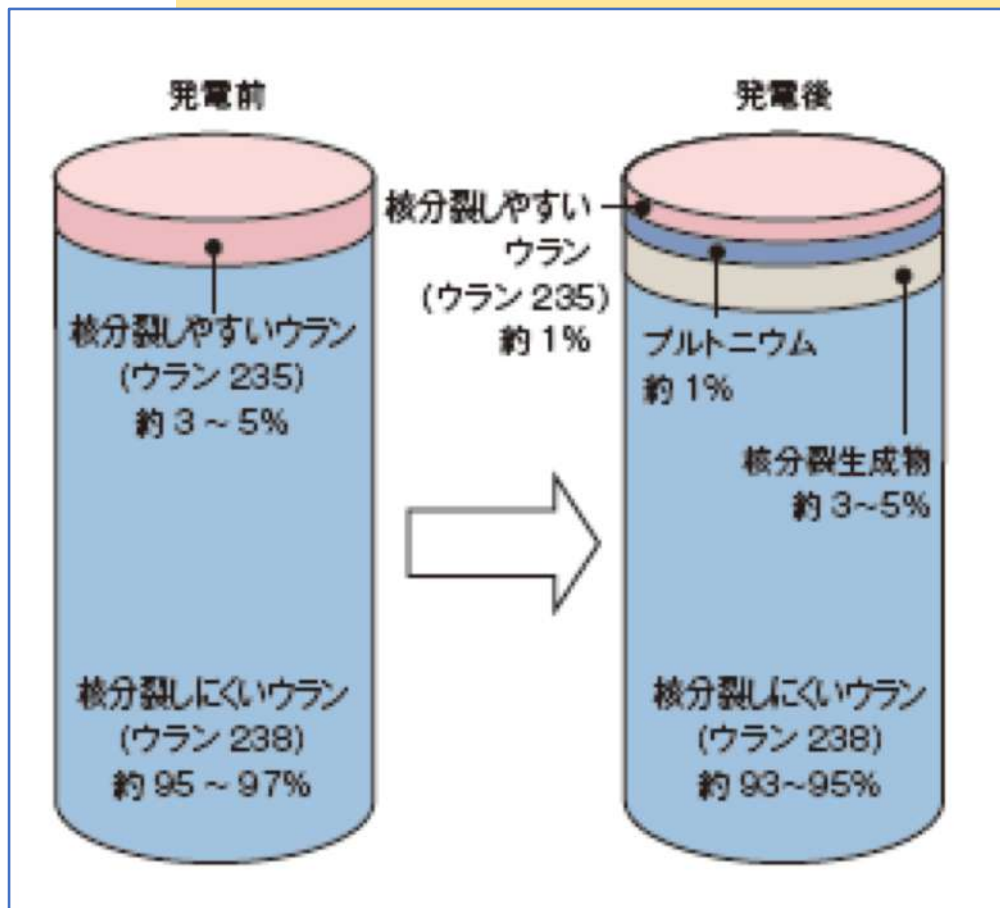 発電前
核分裂しやすいウラン
(ウラン 235)
約 3 ~ 5%
核分裂しにくいウラン
(ウラン 238)
約 95 ~ 97%
発電後
核分裂しやすい
ウラン
(ウラン 235)
約 1%
プルトニウム
約 1%
核分裂生成物
約 3~5%
核分裂しにくいウラン
(ウラン 238)
約 93~95%